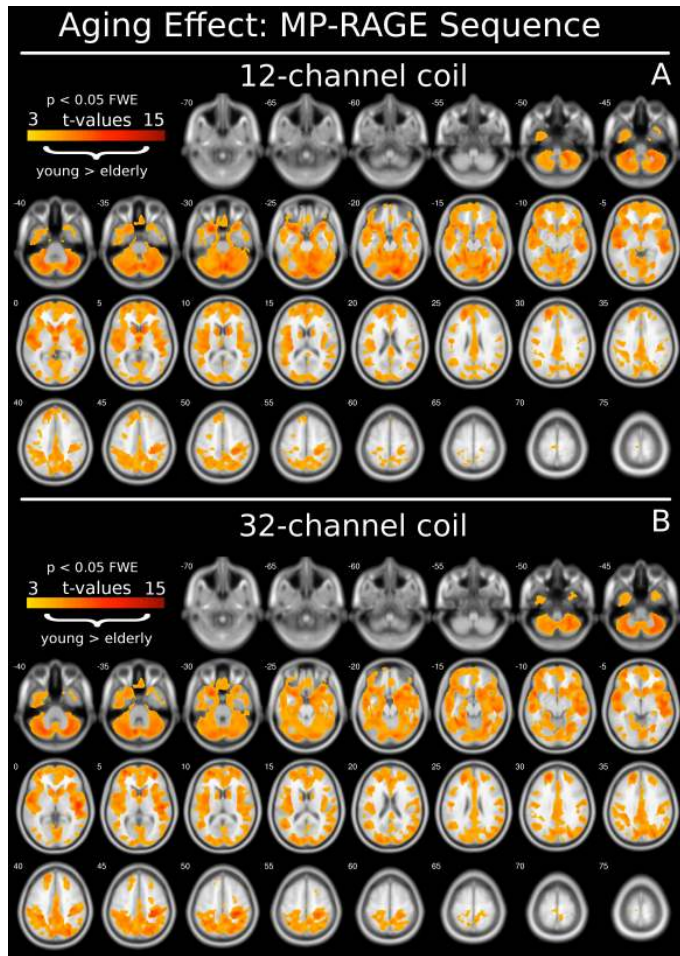 Aging Effect: MP-RAGE Sequence
12-channel coil
A
p < 0.05 FWE
3 t-values 15
young > elderly
-70 -65 -60 -55 -50 -45
-40 -35 -30 -25 -20 -15 -10 -5
0 5 10 15 20 25 30 35
40 45 50 55 60 65 70 75
32-channel coil
B
p < 0.05 FWE
3 t-values 15
young > elderly
-70 -65 -60 -55 -50 -45
-40 -35 -30 -25 -20 -15 -10 -5
0 5 10 15 20 25 30 35
40 45 50 55 60 65 70 75